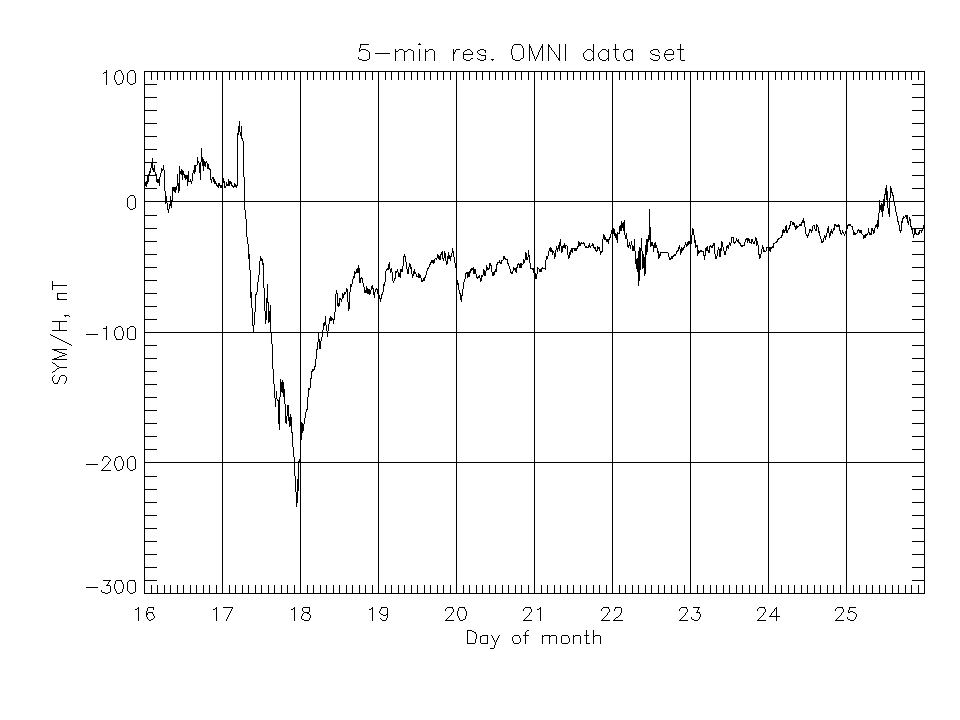 5-min res. OMNI data set
SYM/H, nT
100
0
-100
-200
-300
16 17 18 19 20 21 22 23 24 25
Day of month